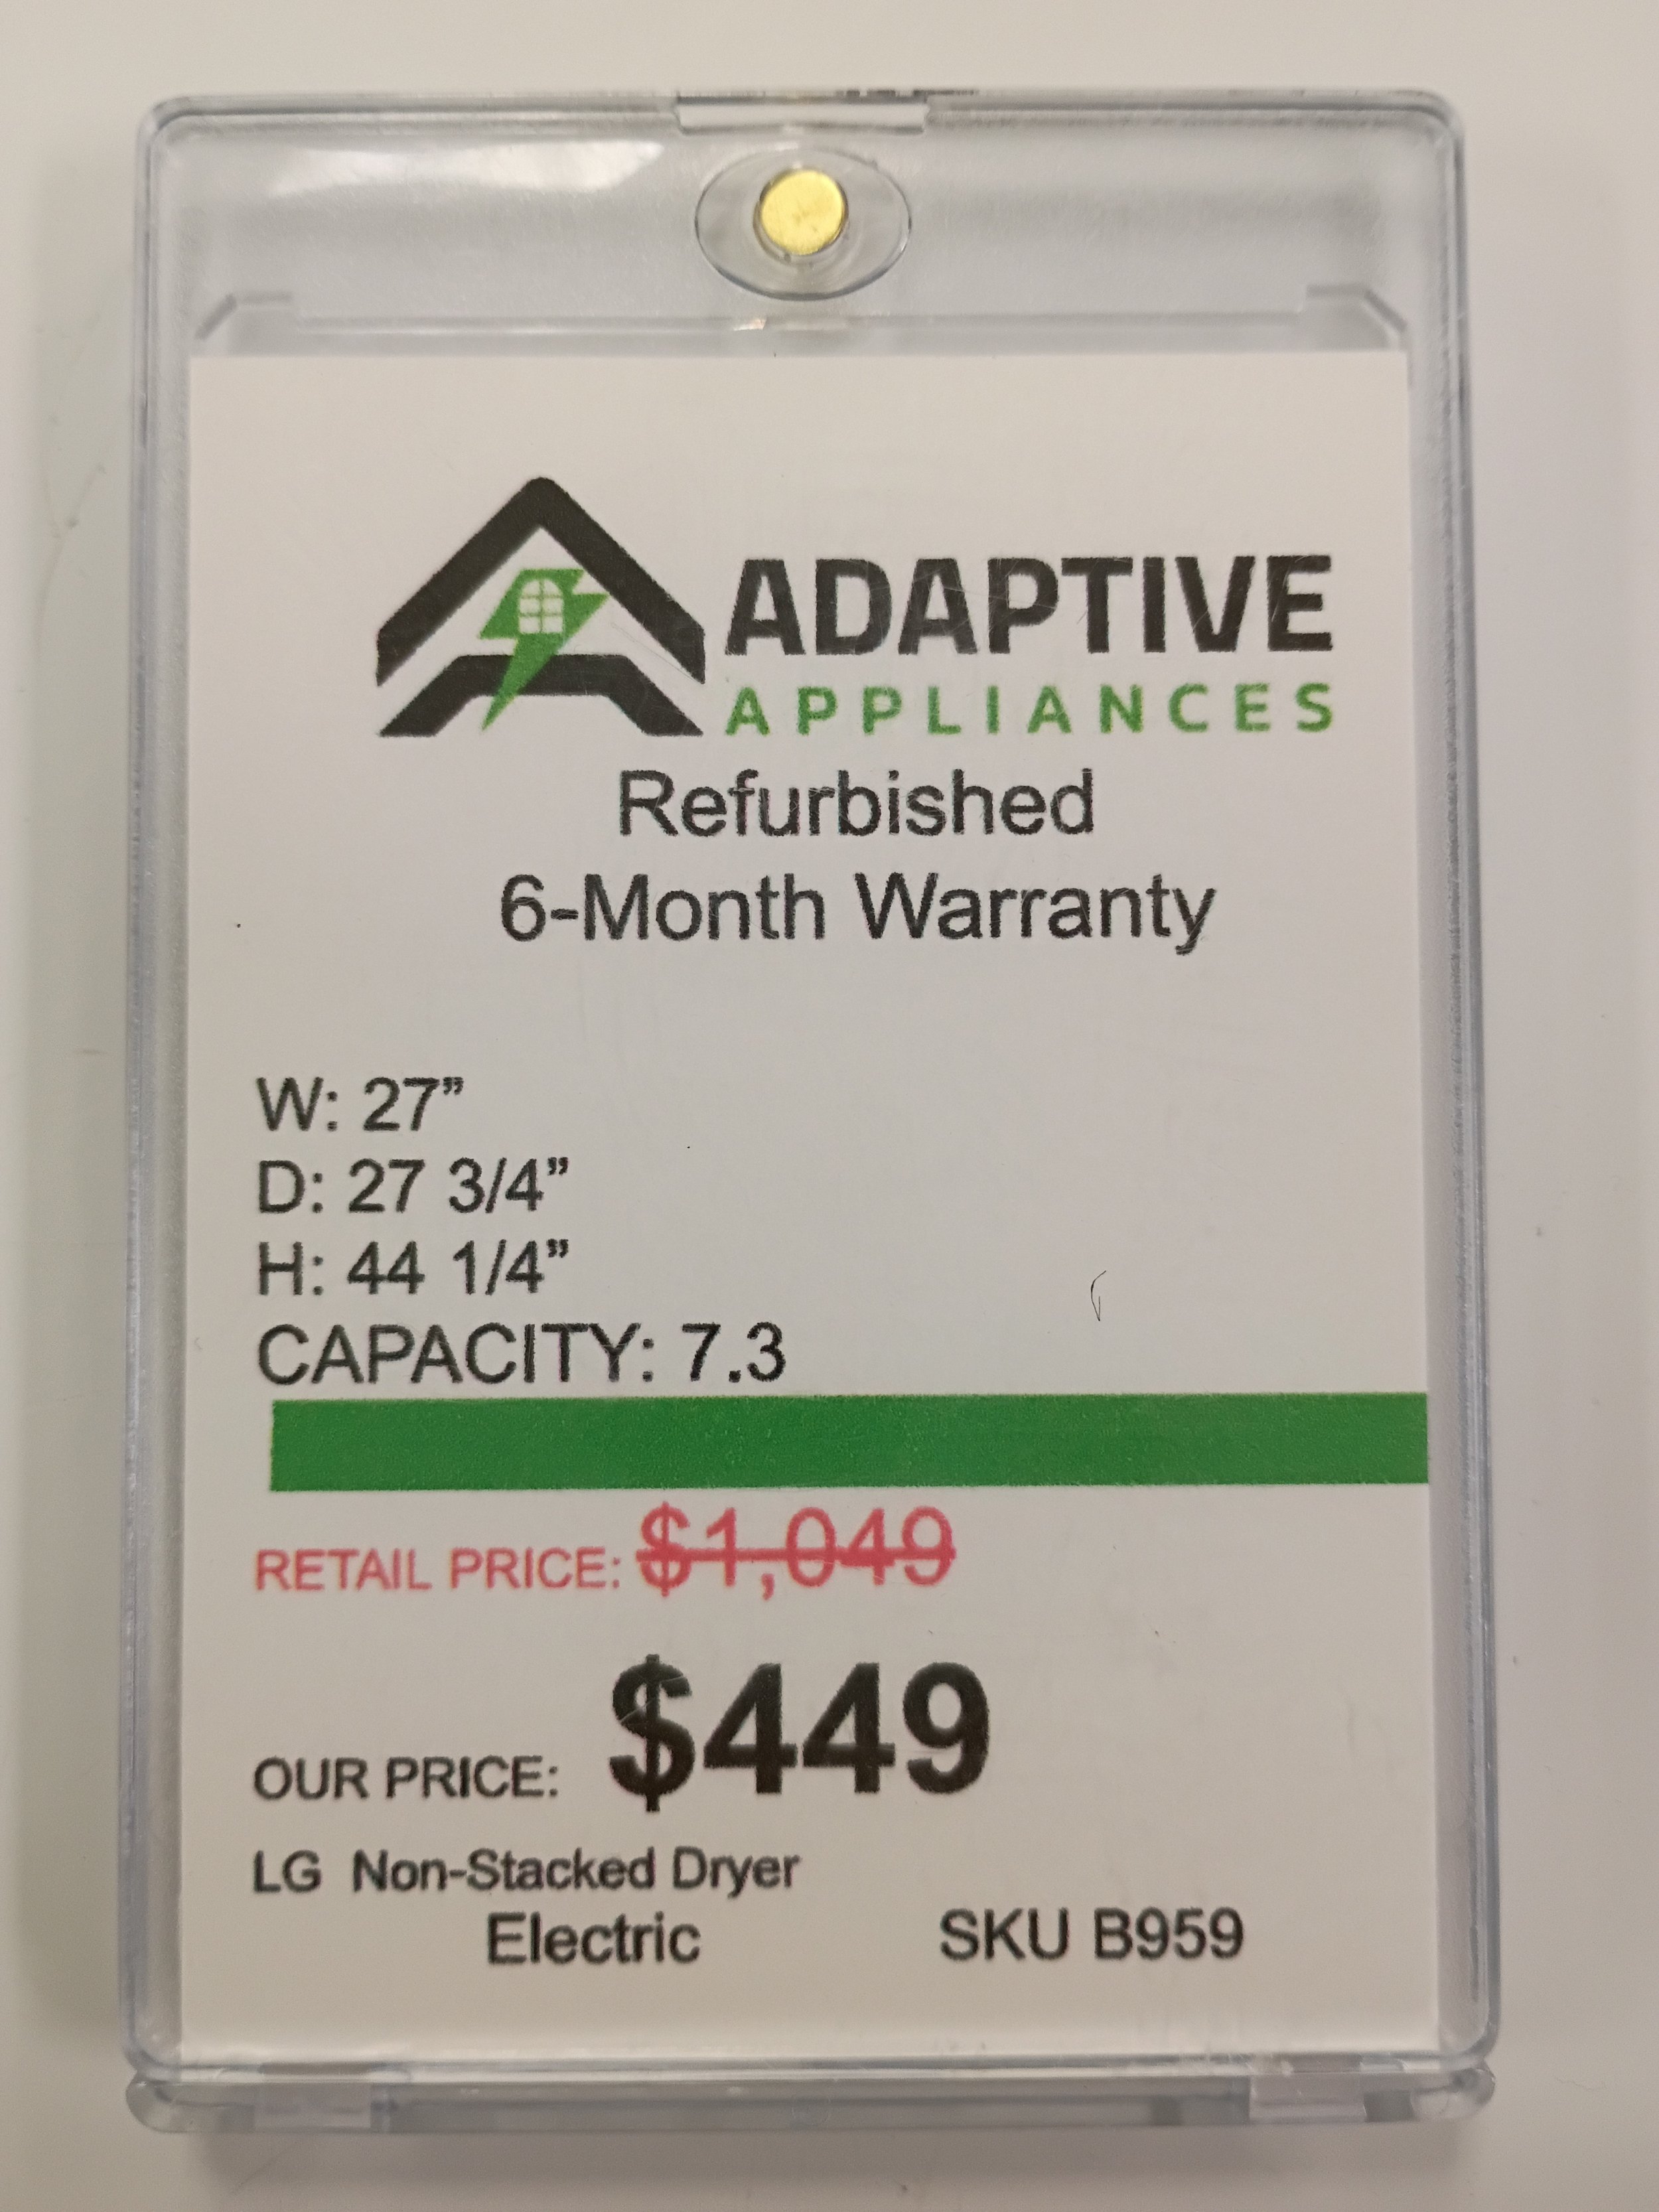 ADAPTIVE
APPLIANCES
Refurbished
6-Month Warranty
W: 27”
D: 27 3/4”
H: 44 1/4”
CAPACITY: 7.3
RETAIL PRICE: $1,049
OUR PRICE: $449
LG Non-Stacked Dryer
Electric SKU B959